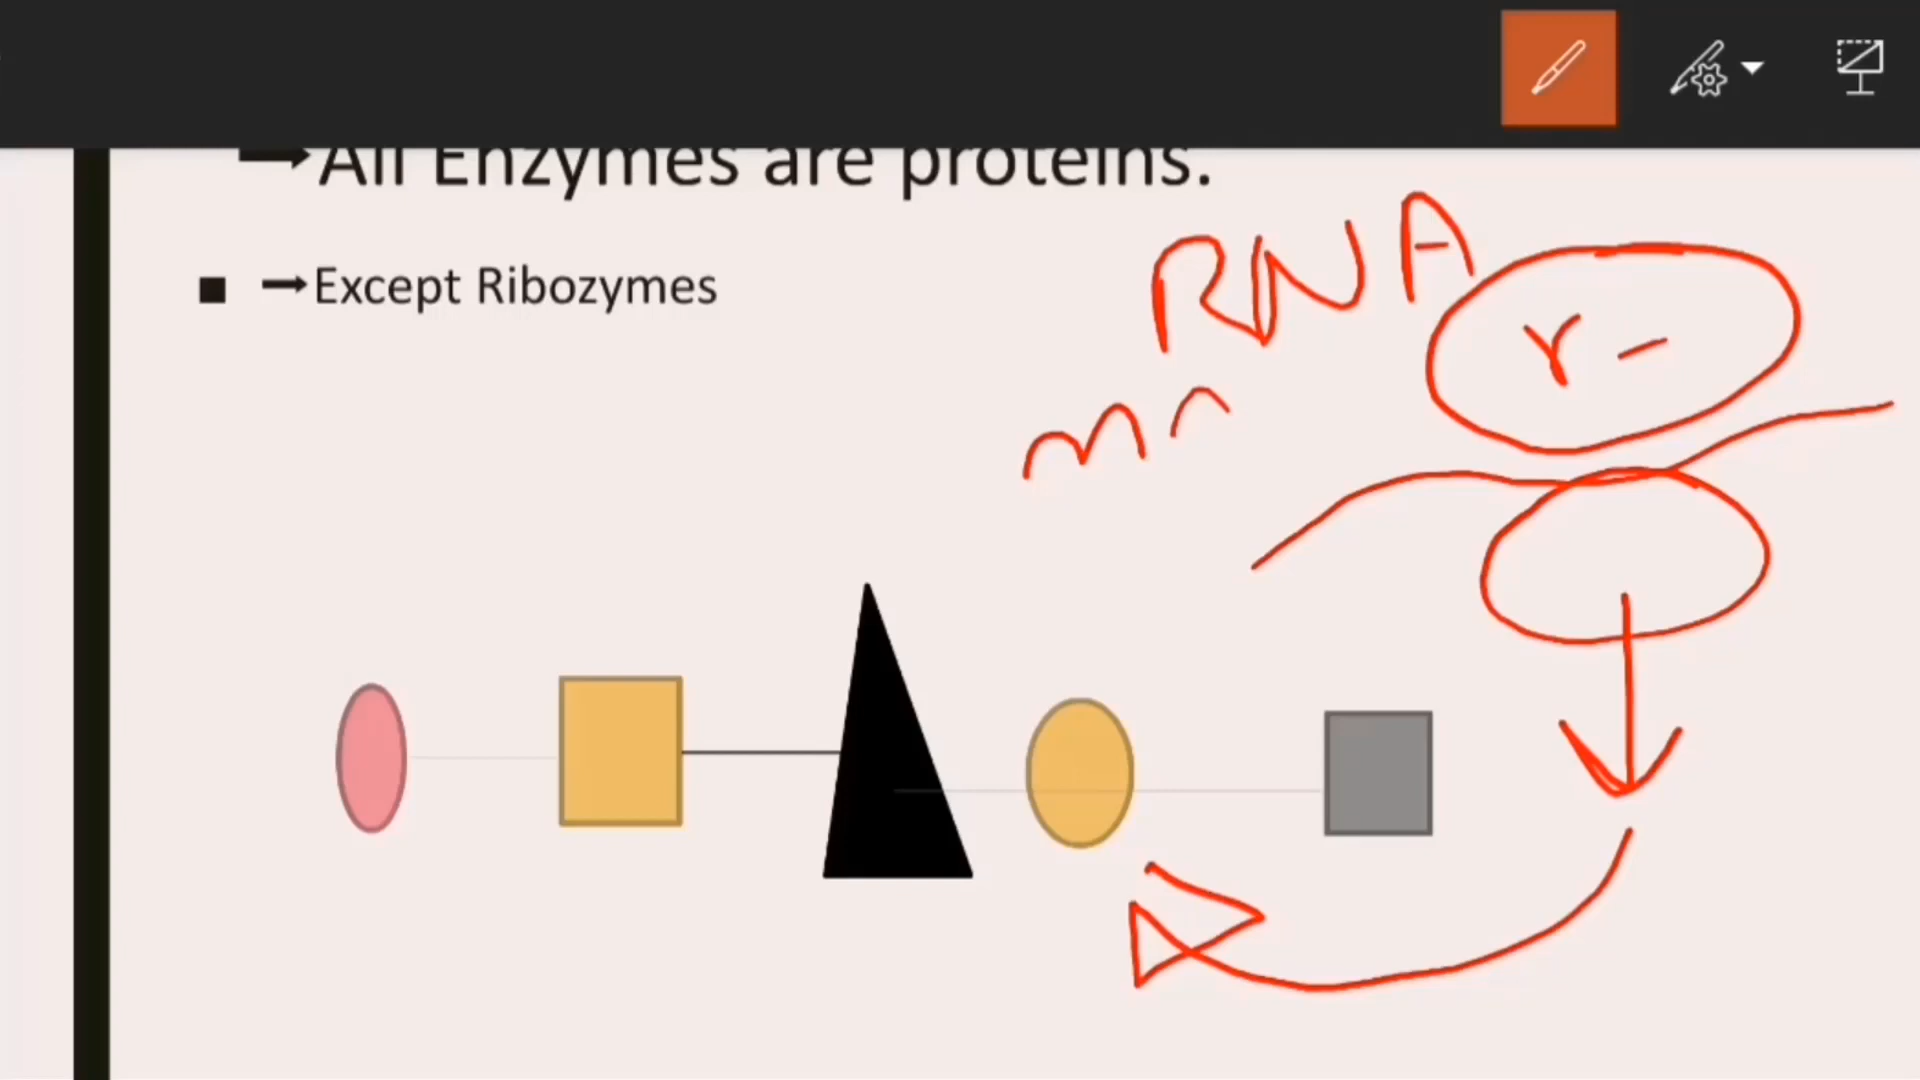 ➞All Enzymes are proteins.
■ ➞Except Ribozymes
RNA
r -
m